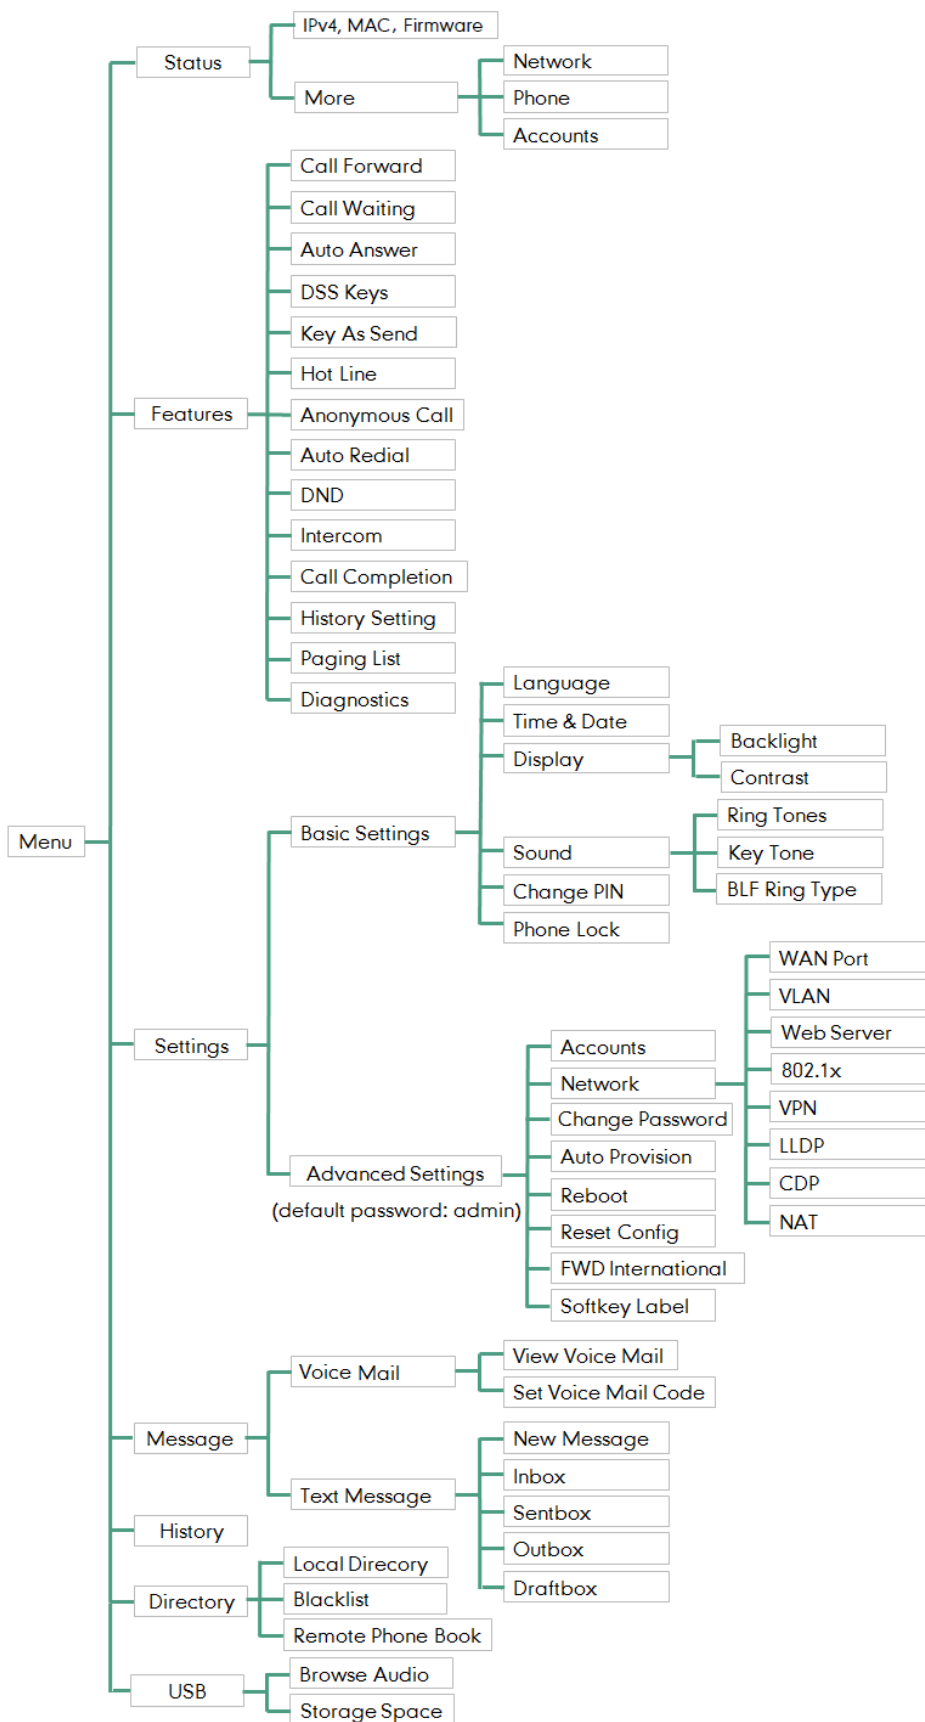 IPv4, MAC, Firmware
Status
Network
More
Phone
Accounts
Call Forward
Call Waiting
Auto Answer
DSS Keys
Key As Send
Hot Line
Features
Anonymous Call
Auto Redial
DND
Intercom
Call Completion
History Setting
Paging List
Diagnostics
Language
Time & Date
Display
Backlight
Contrast
Menu
Basic Settings
Ring Tones
Sound
Key Tone
Change PIN
BLF Ring Type
Phone Lock
WAN Port
VLAN
Web Server
Settings
Accounts
802.1x
Network
VPN
Change Password
LLDP
Advanced Settings
Auto Provision
CDP
(default password: admin)
Reboot
NAT
Reset Config
FWD International
Softkey Label
View Voice Mail
Voice Mail
Set Voice Mail Code
Message
New Message
Inbox
Text Message
Sentbox
History
Outbox
Local Direcory
Draftbox
Directory
Blacklist
Remote Phone Book
Browse Audio
USB
Storage Space